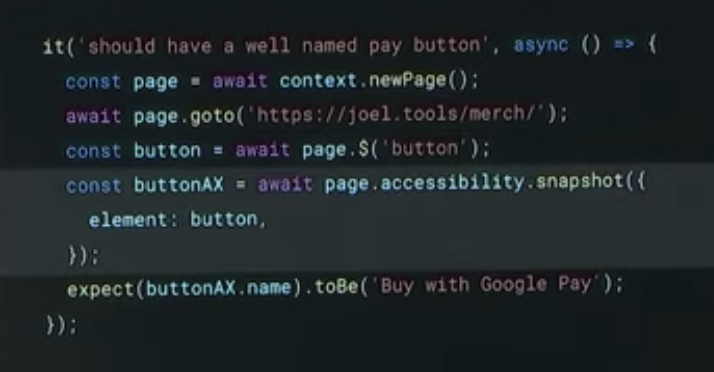 it('should have a well named pay button', async () => {
const page = await context.newPage();
await page.goto('https://joel.tools/merch/');
const button = await page.$('button');
const buttonAX = await page.accessibility.snapshot({
element: button,
});
expect(buttonAX.name).toBe('Buy with Google Pay');
});